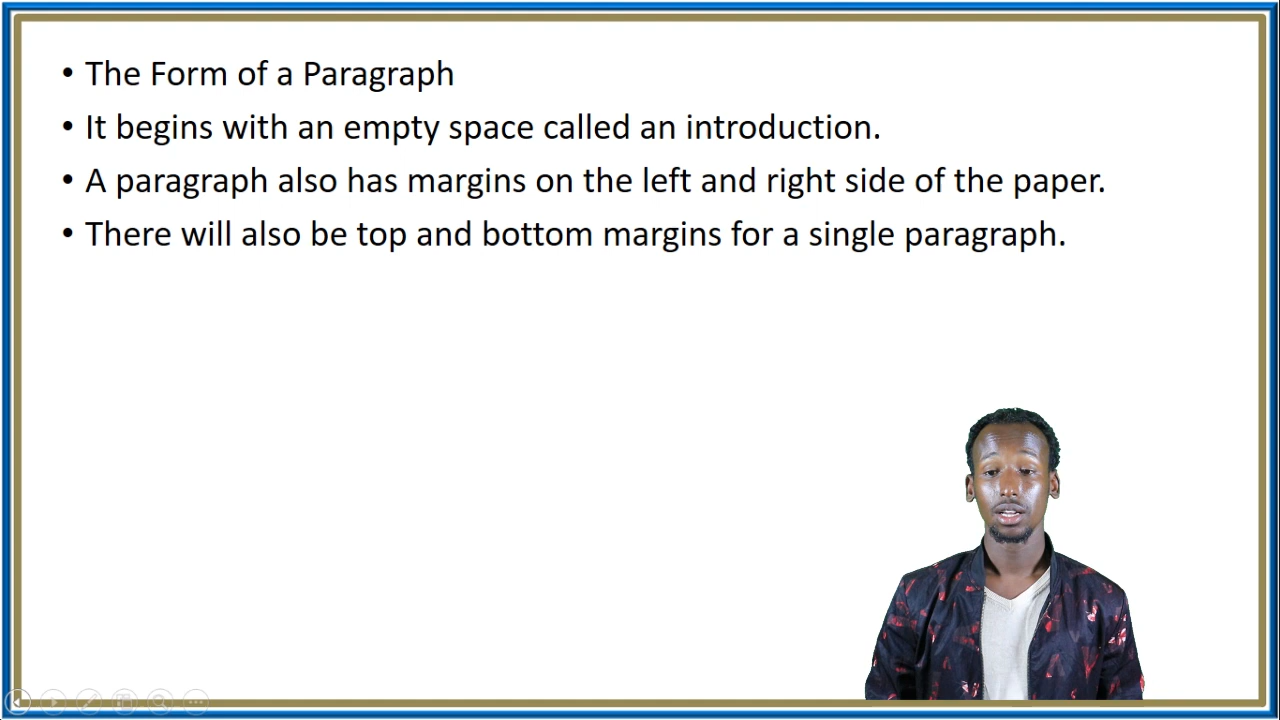 • The Form of a Paragraph
• It begins with an empty space called an introduction.
• A paragraph also has margins on the left and right side of the paper.
• There will also be top and bottom margins for a single paragraph.